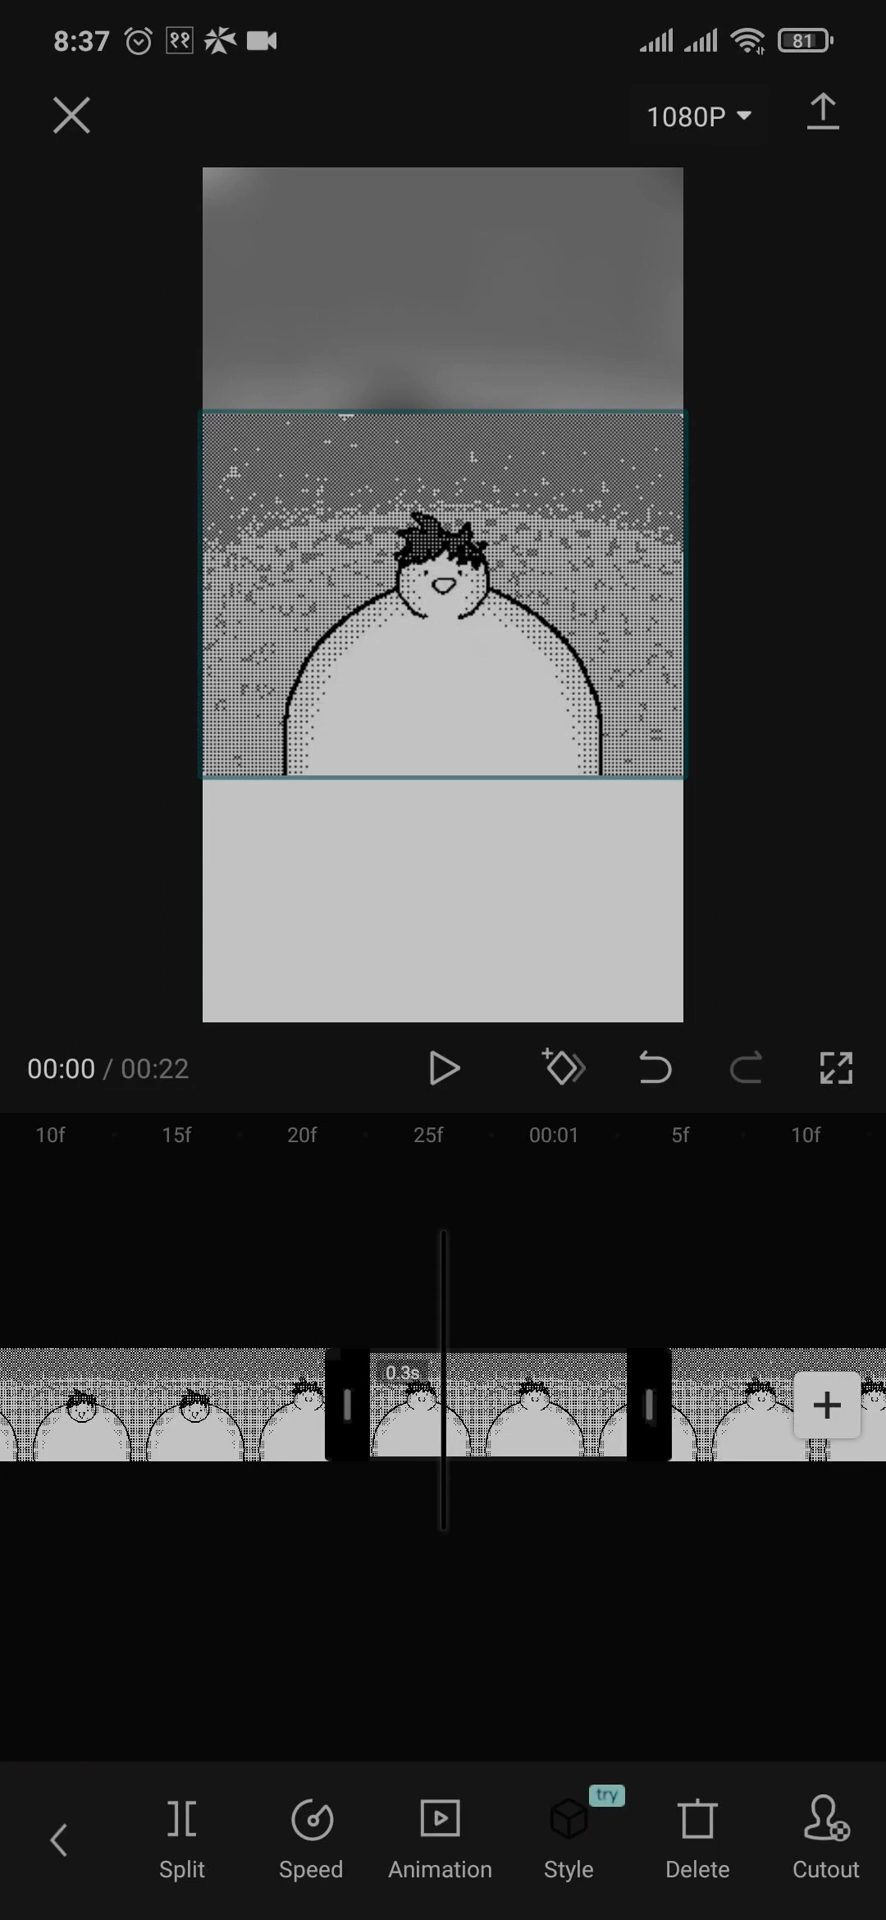 8:37 ११ 81
1080P
00:00 / 00:22
10f 15f 20f 25f 00:01 5f 10f
0.3s
try
Split Speed Animation Style Delete Cutout